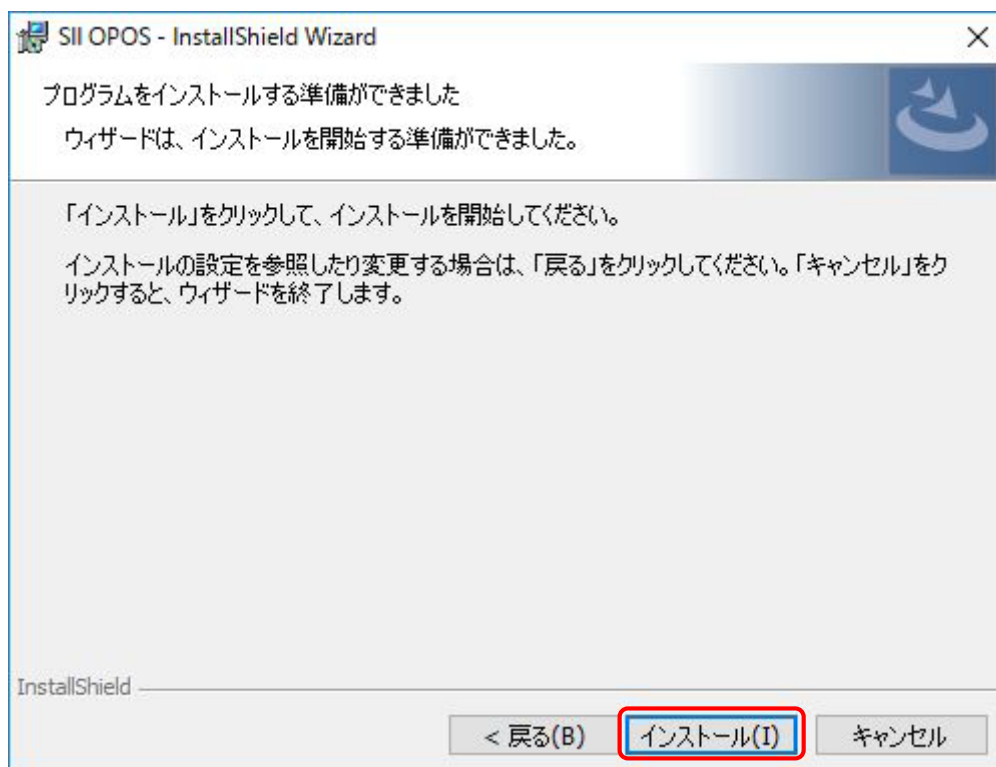 SII OPOS - InstallShield Wizard
プログラムをインストールする準備ができました
ウィザードは、インストールを開始する準備ができました。
「インストール」をクリックして、インストールを開始してください。
インストールの設定を参照したり変更する場合は、「戻る」をクリックしてください。「キャンセル」をク
リックすると、ウィザードを終了します。
InstallShield
< 戻る(B) インストール(I) キャンセル